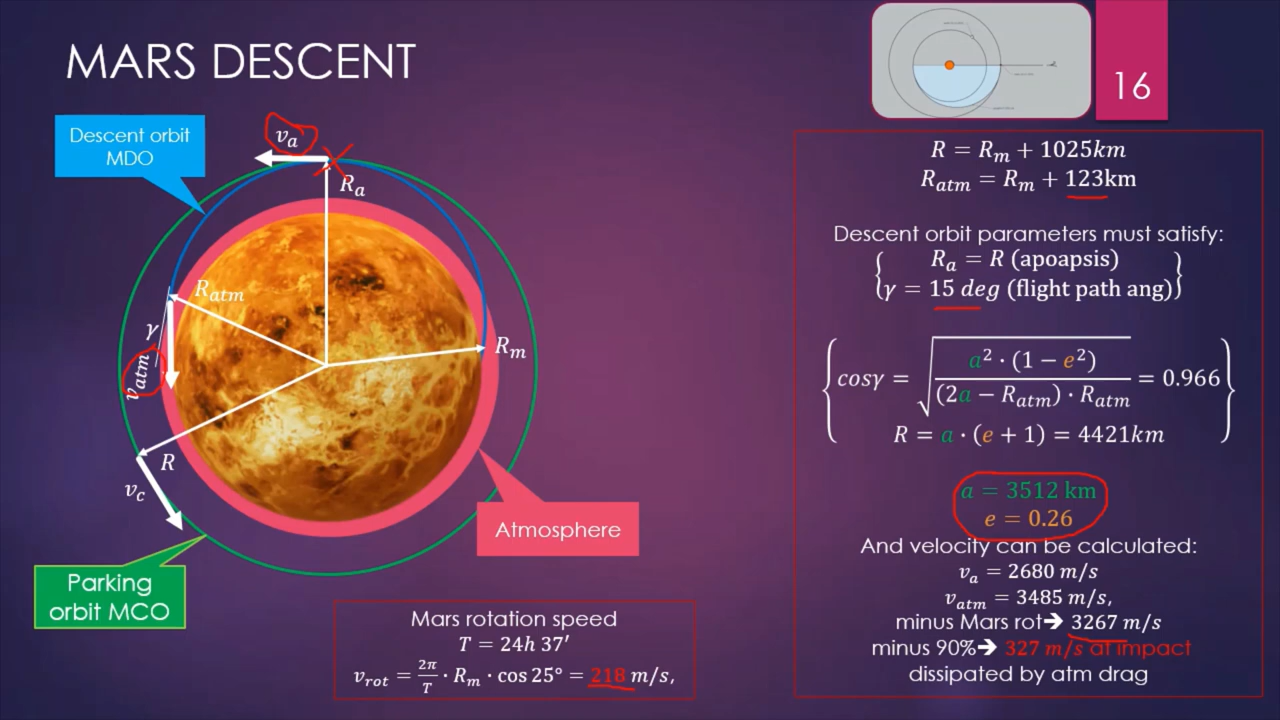 MARS DESCENT
16
Descent orbit
MDO
v_a
R_a
R_atm
γ
v_atm
R_m
R
v_c
Atmosphere
Parking
orbit MCO
Mars rotation speed
T = 24h 37′
v_rot = 2π/T · R_m · cos 25° = 218 m/s,
R = R_m + 1025km
R_atm = R_m + 123km
Descent orbit parameters must satisfy:
{ R_a = R (apoapsis)
γ = 15 deg (flight path ang) }
{ cosγ = √(a² · (1 − e²) / ((2a − R_atm) · R_atm)) = 0.966
R = a · (e + 1) = 4421km }
a = 3512 km
e = 0.26
And velocity can be calculated:
v_a = 2680 m/s
v_atm = 3485 m/s,
minus Mars rot➔ 3267 m/s
minus 90%➔ 327 m/s at impact
dissipated by atm drag